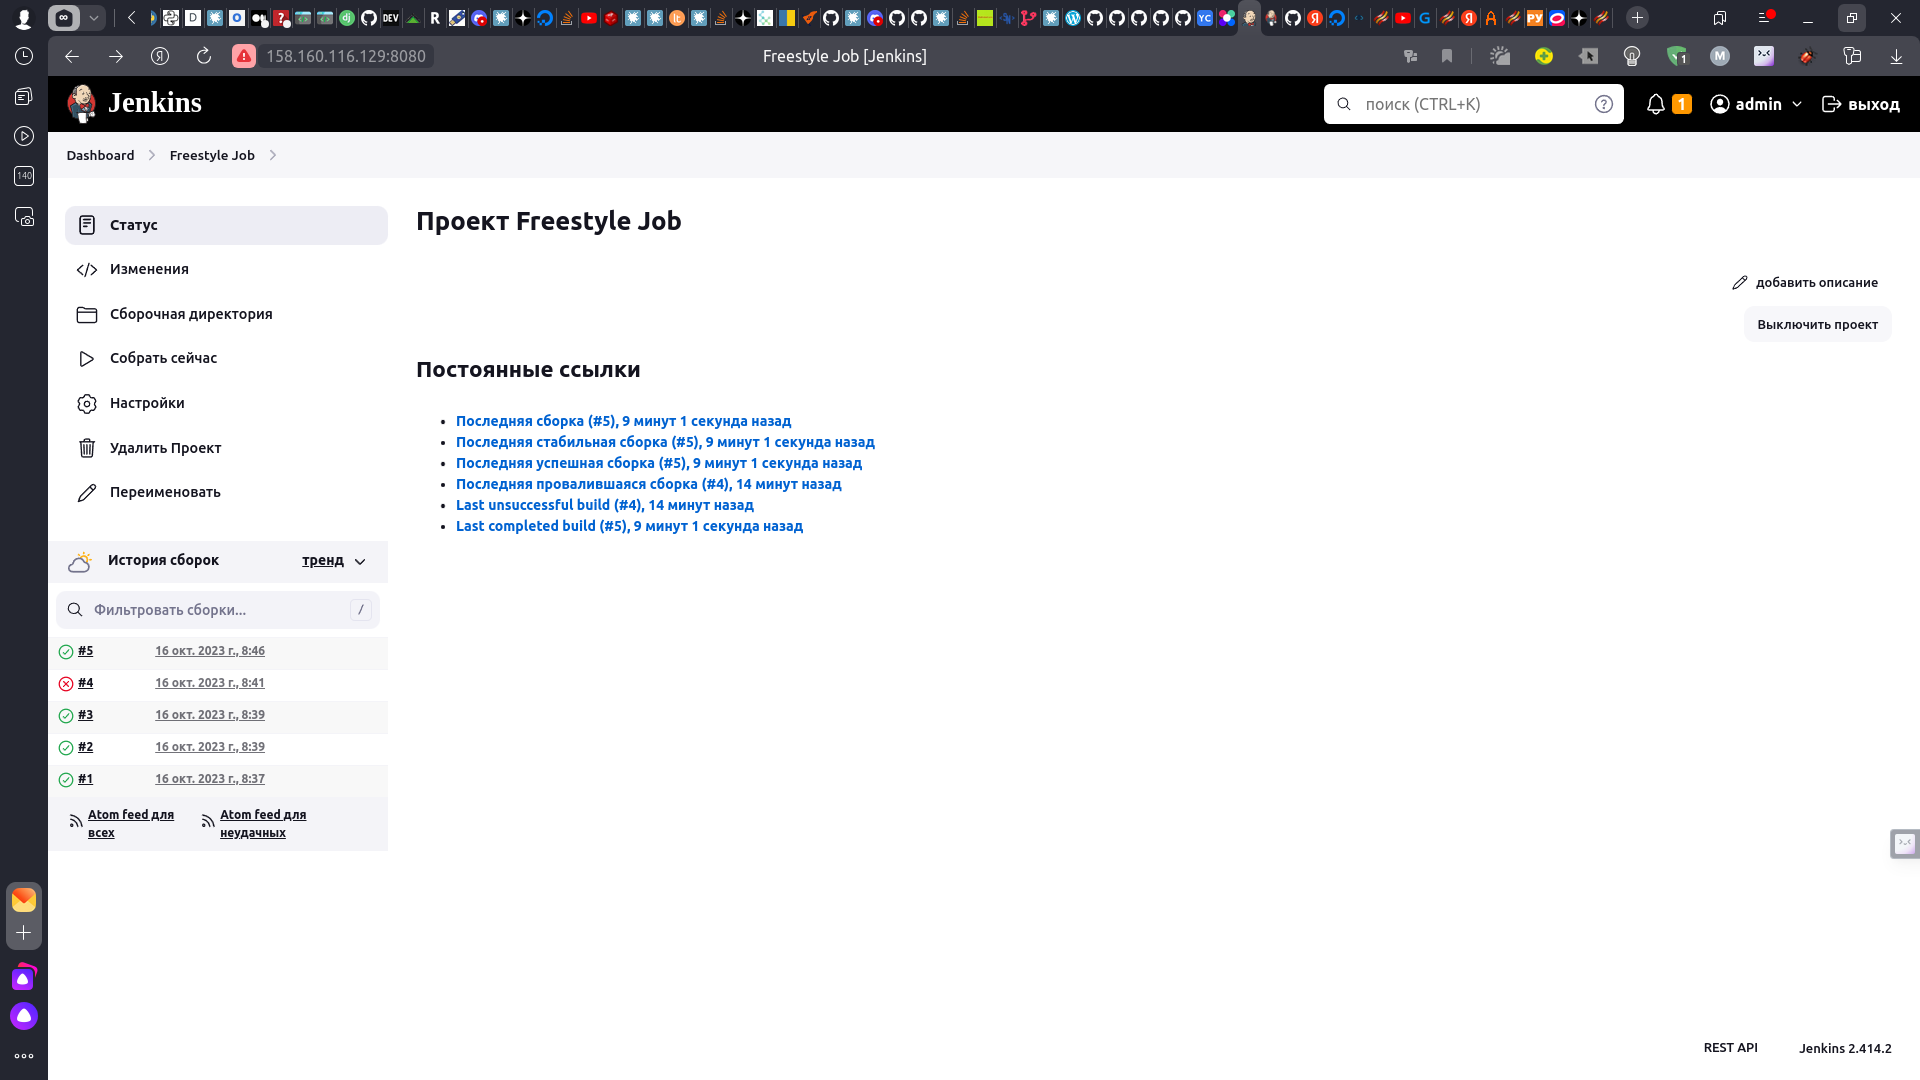 158.160.116.129:8080
Freestyle Job [Jenkins]
1
M
140
Jenkins
поиск (CTRL+K)
1
admin
выход
Dashboard
Freestyle Job
Статус
Изменения
Сборочная директория
Собрать сейчас
Настройки
Удалить Проект
Переименовать
Проект Freestyle Job
добавить описание
Выключить проект
Постоянные ссылки
Последняя сборка (#5), 9 минут 1 секунда назад
Последняя стабильная сборка (#5), 9 минут 1 секунда назад
Последняя успешная сборка (#5), 9 минут 1 секунда назад
Последняя провалившаяся сборка (#4), 14 минут назад
Last unsuccessful build (#4), 14 минут назад
Last completed build (#5), 9 минут 1 секунда назад
История сборок
тренд
Фильтровать сборки...
/
#5 16 окт. 2023 г., 8:46
#4 16 окт. 2023 г., 8:41
#3 16 окт. 2023 г., 8:39
#2 16 окт. 2023 г., 8:39
#1 16 окт. 2023 г., 8:37
Atom feed для всех
Atom feed для неудачных
REST API
Jenkins 2.414.2